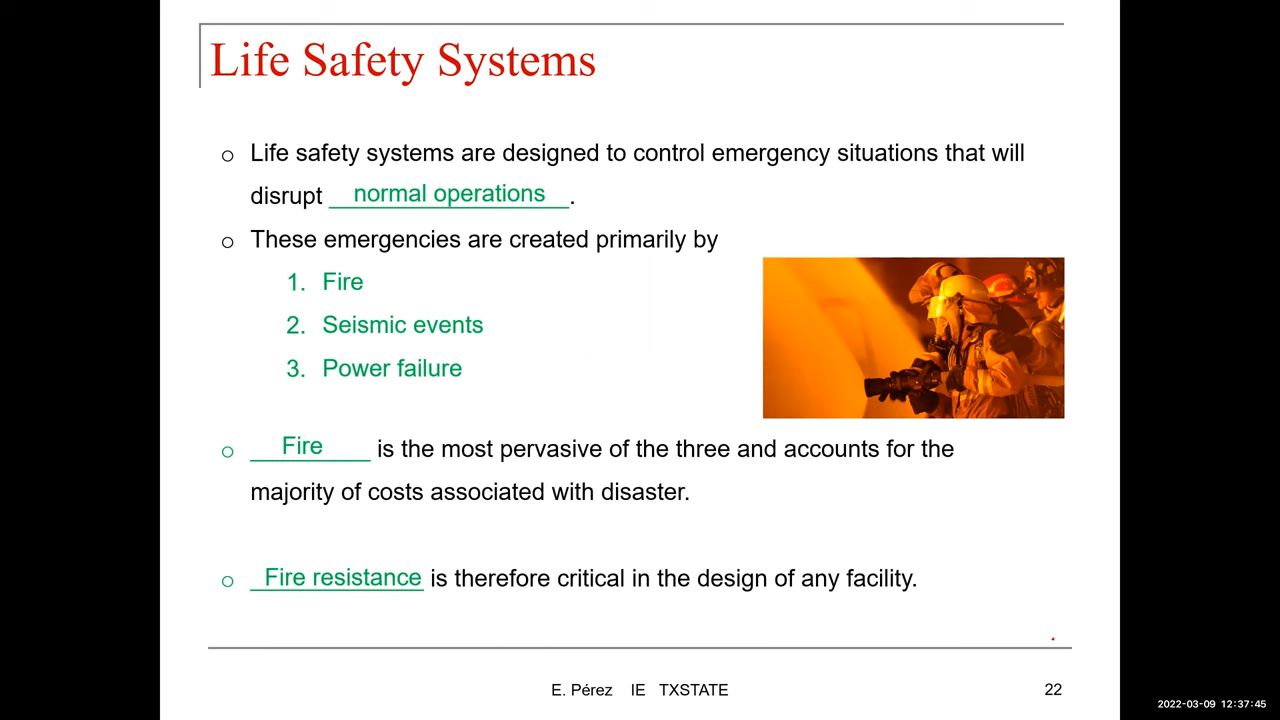 Life Safety Systems
o Life safety systems are designed to control emergency situations that will
disrupt normal operations.
o These emergencies are created primarily by
1. Fire
2. Seismic events
3. Power failure
o Fire is the most pervasive of the three and accounts for the
majority of costs associated with disaster.
o Fire resistance is therefore critical in the design of any facility.
E. Pérez IE TXSTATE 22
2022-03-09 12:37:45